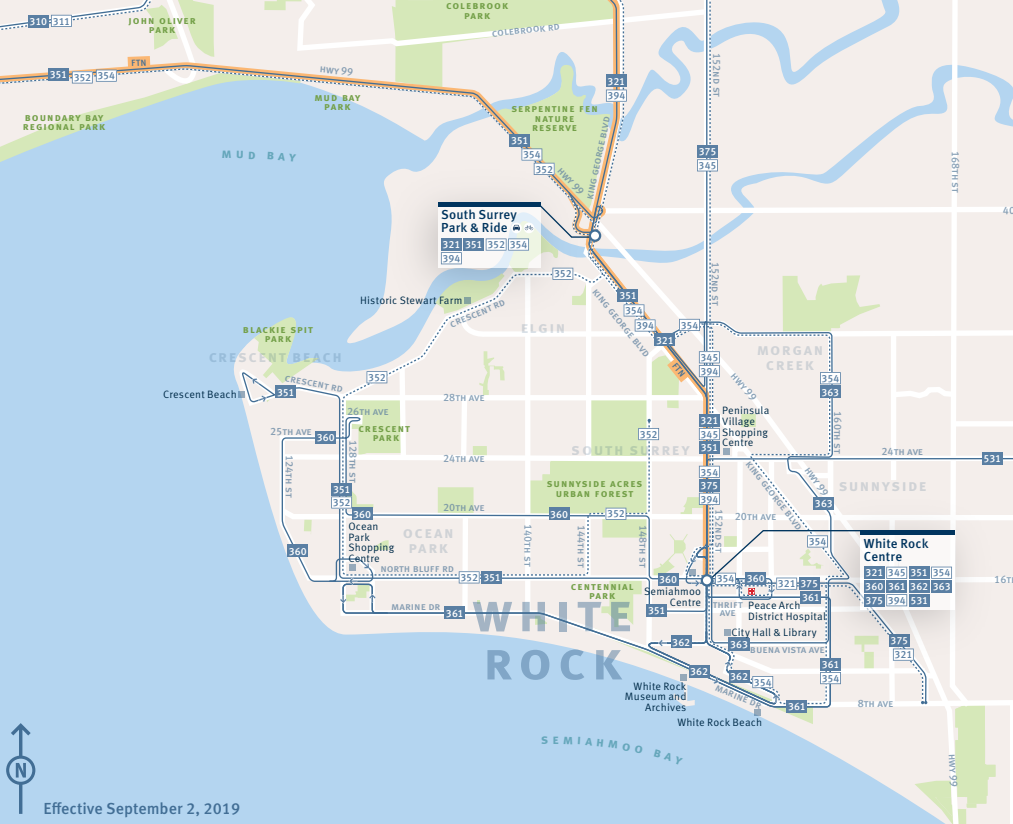 310 311
JOHN OLIVER
PARK
COLEBROOK
PARK
COLEBROOK RD
FTN
351 352 354
HWY 99
MUD BAY
PARK
321
394
152ND ST
SERPENTINE FEN
NATURE
RESERVE
BOUNDARY BAY
REGIONAL PARK
MUD BAY
351
354
352
HWY 99
KING GEORGE BLVD
375
345
168TH ST
40
South Surrey
Park & Ride
321 351 352 354
394
352
152ND ST
Historic Stewart Farm
CRESCENT RD
351
354
394
321
354
KING GEORGE BLVD
ELGIN
BLACKIE SPIT
PARK
CRESCENT BEACH
345
394
FTN
MORGAN
CREEK
HWY 99
354
363
352
Crescent Beach
351
CRESCENT RD
28TH AVE
26TH AVE
25TH AVE
360
CRESCENT
PARK
352
321
345
351
Peninsula
Village
Shopping
Centre
160TH ST
SOUTH SURREY
24TH AVE
24TH AVE
531
124TH ST
128TH ST
351
352
SUNNYSIDE ACRES
URBAN FOREST
354
375
394
KING GEORGE BLVD
HWY 99
SUNNYSIDE
363
360
20TH AVE
360
352
152ND ST
20TH AVE
354
Ocean
Park
Shopping
Centre
OCEAN
PARK
140TH ST
144TH ST
148TH ST
360
White Rock
Centre
321 345 351 354
360 361 362 363
375 394 531
NORTH BLUFF RD
352 351
360
354
360
321 375
16TH
CENTENNIAL
PARK
Semiahmoo
Centre
361
MARINE DR
361
351
THRIFT
AVE
Peace Arch
District Hospital
WHITE
ROCK
City Hall & Library
362
363
BUENA VISTA AVE
375
321
362
362
354
361
354
White Rock
Museum and
Archives
MARINE DR
361
8TH AVE
White Rock Beach
SEMIAHMOO BAY
HWY 99
N
Effective September 2, 2019